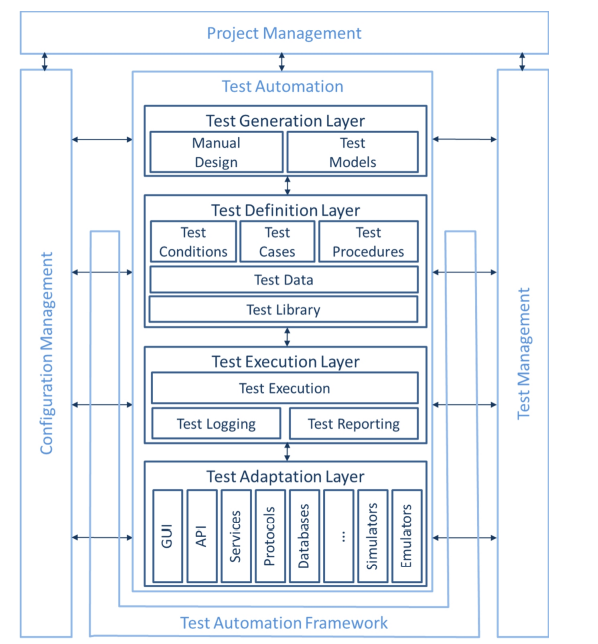 Project Management
Configuration Management
Test Automation
Test Generation Layer
Manual
Design
Test
Models
Test Definition Layer
Test
Conditions
Test
Cases
Test
Procedures
Test Data
Test Library
Test Execution Layer
Test Execution
Test Logging
Test Reporting
Test Adaptation Layer
GUI
API
Services
Protocols
Databases
...
Simulators
Emulators
Test Management
Test Automation Framework